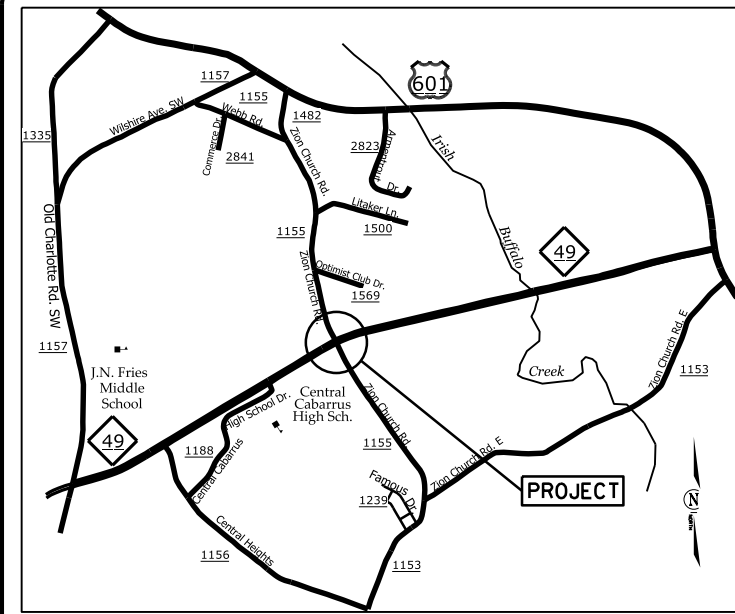 601
1157
1155
Wilshire Ave. SW
Webb Rd.
1482
1335
Commerce Dr.
2841
Zion Church Rd.
2823
Armentrout
Dr.
Irish
Litaker Ln.
1500
1155
Old Charlotte Rd. SW
Zion Church Rd.
Optimist Club Dr.
1569
Buffalo
49
1157
J.N. Fries
Middle
School
Central
Cabarrus
High Sch.
Creek
Zion Church Rd. E
1153
49
High School Dr.
Zion Church Rd.
1155
1188
Central Cabarrus
Zion Church Rd. E
Famous
Dr.
1239
PROJECT
N
NORTH
Central Heights
1156
1153